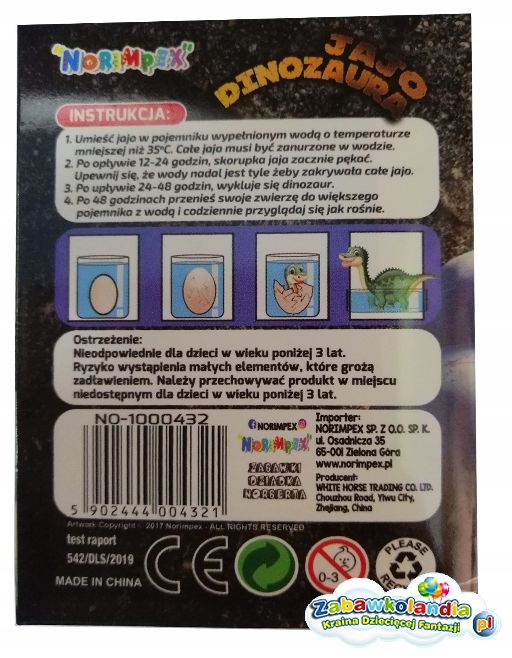 "NORIMPEX"
JAJO
DINOZAURA
INSTRUKCJA:
1. Umieść jajo w pojemniku wypełnionym wodą o temperaturze
mniejszej niż 35°C. Całe jajo musi być zanurzone w wodzie.
2. Po opływie 12-24 godzin, skorupka jaja zacznie pękać.
Upewnij się, że wody nadal jest tyle żeby zakrywała całe jajo.
3. Po upływie 24-48 godzin, wykluje się dinozaur.
4. Po 48 godzinach przenieś swoje zwierzę do większego
pojemnika z wodą i codziennie przyglądaj się jak rośnie.
Ostrzeżenie:
Nieodpowiednie dla dzieci w wieku poniżej 3 lat.
Ryzyko wystąpienia małych elementów, które grożą
zadławieniem. Należy przechowywać produkt w miejscu
niedostępnym dla dzieci w wieku poniżej 3 lat.
NO-1000432
5 902444 004321
NORIMPEX
"NORIMPEX"
ZABAWKI
DZIADKA
NORBERTA
Importer:
NORIMPEX SP. Z O.O. SP. K.
ul. Osadnicza 35
65-001 Zielona Góra
www.norimpex.pl
Producent:
WHITE HORSE TRADING CO. LTD.
Chouzhou Road, Yiwu City,
Zhejiang, China
Artwork Copyright © 2017 Norimpex - ALL RIGHTS RESERVED
test raport
542/DLS/2019
MADE IN CHINA
CE
0-3
PLEASE
Zabawkolandia.pl
Kraina Dziecięcej Fantazji